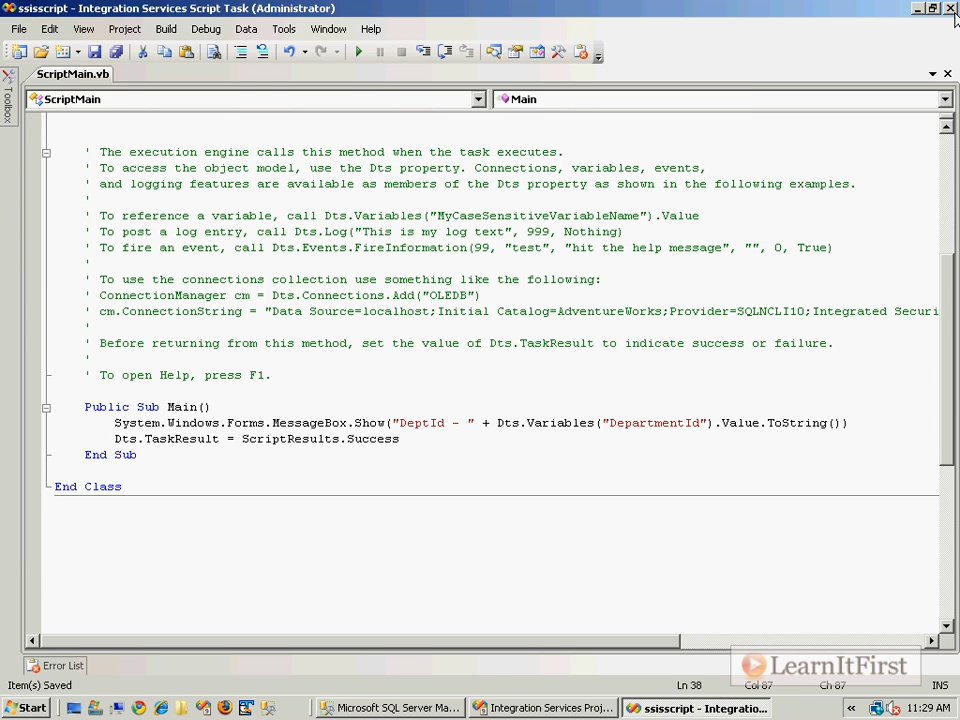 ssisscript - Integration Services Script Task (Administrator)
File Edit View Project Build Debug Data Tools Window Help
ScriptMain.vb
Toolbox
ScriptMain Main
' The execution engine calls this method when the task executes.
' To access the object model, use the Dts property. Connections, variables, events,
' and logging features are available as members of the Dts property as shown in the following examples.
'
' To reference a variable, call Dts.Variables("MyCaseSensitiveVariableName").Value
' To post a log entry, call Dts.Log("This is my log text", 999, Nothing)
' To fire an event, call Dts.Events.FireInformation(99, "test", "hit the help message", "", 0, True)
'
' To use the connections collection use something like the following:
' ConnectionManager cm = Dts.Connections.Add("OLEDB")
' cm.ConnectionString = "Data Source=localhost;Initial Catalog=AdventureWorks;Provider=SQLNCLI10;Integrated Securi
'
' Before returning from this method, set the value of Dts.TaskResult to indicate success or failure.
'
' To open Help, press F1.
Public Sub Main()
System.Windows.Forms.MessageBox.Show("DeptId - " + Dts.Variables("DepartmentId").Value.ToString())
Dts.TaskResult = ScriptResults.Success
End Sub
End Class
Error List
LearnItFirst
Item(s) Saved Ln 38 Col 87 Ch 87 INS
Start Microsoft SQL Server Ma... Integration Services Proj... ssisscript - Integratio... « 11:29 AM